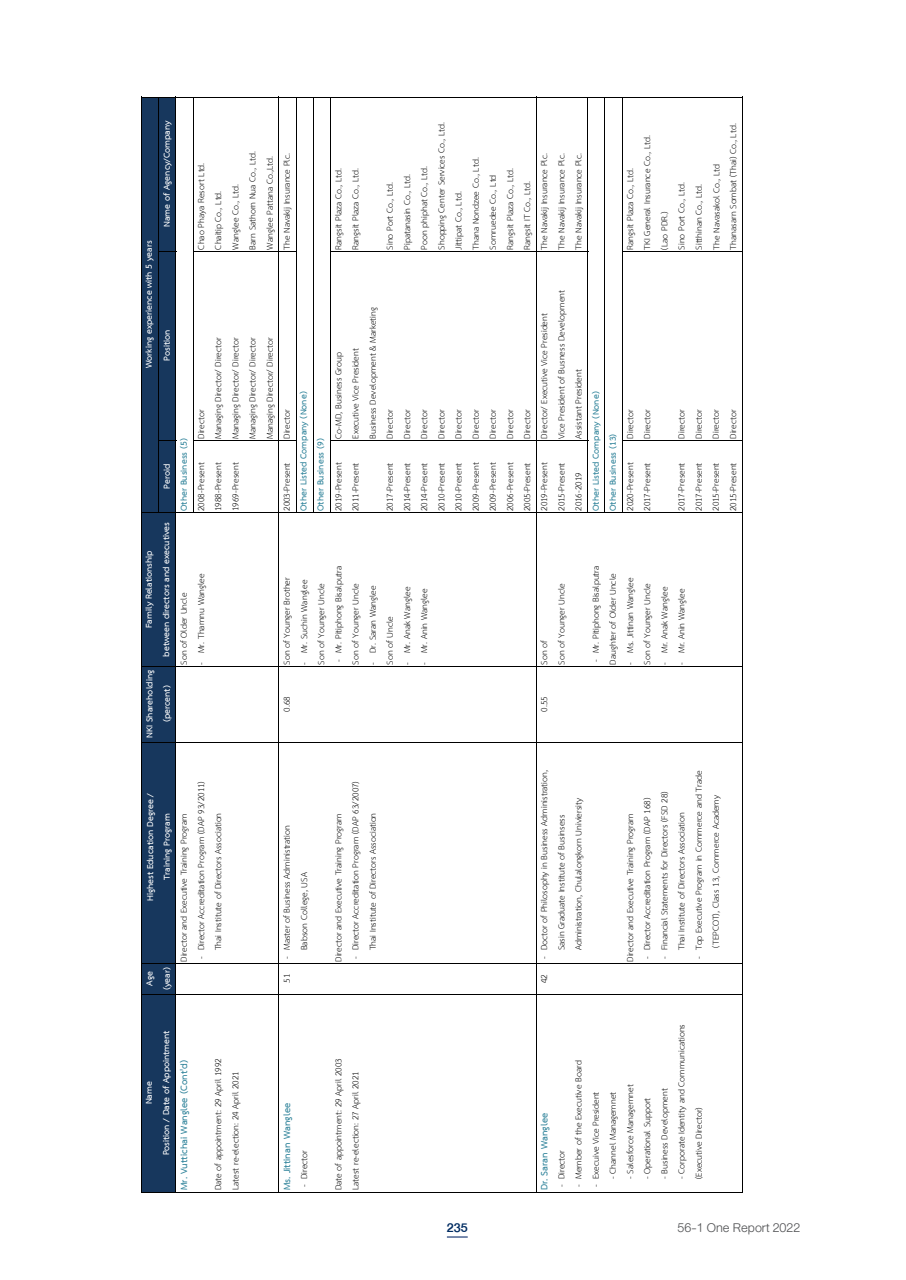 Name
Position / Date of Appointment
Age
(year)
Highest Education Degree /
Training Program
NKI Shareholding
(percent)
Family Relationship
between directors and executives
Working experience with 5 years
Peroid
Position
Name of Agency/Company
Mr. Vuttichai Wanglee (Cont'd)
Date of appointment: 29 April 1992
Latest re-election: 24 April 2021
Director and Executive Training Program
- Director Accreditation Program (DAP 93/2011)
Thai Institute of Directors Association
Son of Older Uncle
- Mr. Thamnu Wanglee
Other Business (5)
2008-Present Director Chao Phaya Resort Ltd.
1988-Present Managing Director/ Director Chaitip Co., Ltd.
1969-Present Managing Director/ Director Wanglee Co., Ltd.
Managing Director/ Director Barn Sathorn Nua Co., Ltd.
Managing Director/ Director Wanglee Pattana Co.,Ltd.
Ms. Jittinan Wanglee
- Director
Date of appointment: 29 April 2003
Latest re-election: 27 April 2021
51
- Master of Business Administration
Babson College, USA
Director and Executive Training Program
- Director Accreditation Program (DAP 63/2007)
Thai Institute of Directors Association
0.68
Son of Younger Brother
- Mr. Suchin Wanglee
Son of Younger Uncle
- Mr. Pitiphong Bisalputra
Son of Younger Uncle
- Dr. Saran Wanglee
Son of Uncle
- Mr. Anak Wanglee
- Mr. Anin Wanglee
2003-Present Director The Navakij Insurance Plc.
Other Listed Company (None)
Other Business (9)
2019-Present Co-MD, Business Group Rangsit Plaza Co., Ltd.
2011-Present Executive Vice President Rangsit Plaza Co., Ltd.
Business Development & Marketing
2017-Present Director Sino Port Co., Ltd.
2014-Present Director Pipatanasin Co., Ltd.
2014-Present Director Poon phiphat Co., Ltd.
2010-Present Director Shopping Center Services Co., Ltd.
2010-Present Director Jittipat Co., Ltd.
2009-Present Director Thana Nondzee Co., Ltd.
2009-Present Director Somruedee Co., Ltd
2006-Present Director Rangsit Plaza Co., Ltd.
2005-Present Director Rangsit IT Co., Ltd.
Dr. Saran Wanglee
- Director
- Member of the Executive Board
- Execuive Vice President
- Channel Managemnet
- Salesforce Managemnet
- Operational Support
- Business Development
- Corporate Identity and Communications
(Executive Director)
42
- Doctor of Philosophy in Business Administration,
Sasin Graduate Institute of Businsess
Administration, Chulalongkorn Univiersity
Director and Executive Training Program
- Director Accreditation Program (DAP 168)
- Financial Statements for Directors (FSD 28)
Thai Institute of Directors Association
- Top Executive Program in Commerce and Trade
(TEPCOT), Class 13, Commerce Academy
0.55
Son of
Son of Younger Uncle
- Mr. Pitiphong Bisalputra
Daughter of Older Uncle
- Ms. Jittinan Wanglee
Son of Younger Uncle
- Mr. Anak Wanglee
- Mr. Anin Wanglee
2019-Present Director/ Executive Vice President The Navakij Insurance Plc.
2015-Present Vice President of Business Development The Navakij Insurance Plc.
2016-2019 Assistant President The Navakij Insurance Plc.
Other Listed Company (None)
Other Business (13)
2020-Present Director Rangsit Plaza Co., Ltd.
2017-Present Director TKI General Insurance Co., Ltd.
(Lao PDR.)
2017-Present Director Sino Port Co., Ltd.
2017-Present Director Sitthinan Co., Ltd.
2015-Present Director The Navasakol Co., Ltd
2015-Present Director Thanasarn Sombat (Thai) Co., Ltd.
235
56-1 One Report 2022